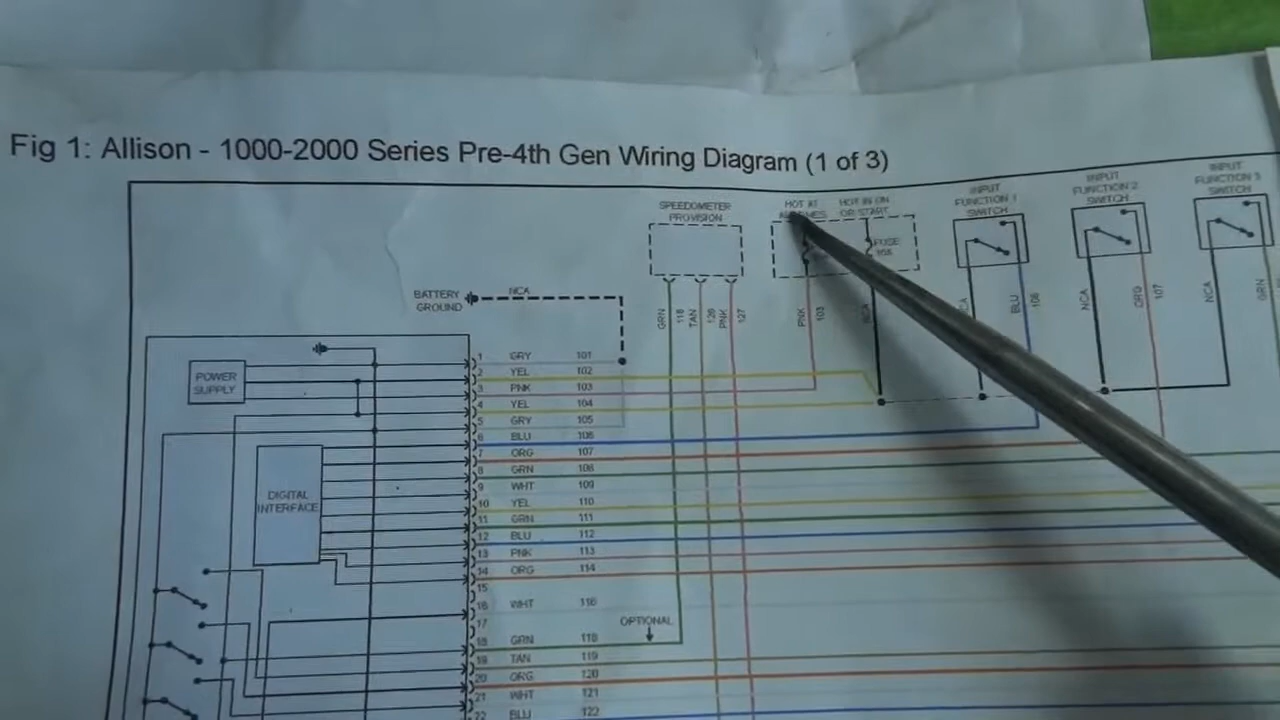 Fig 1: Allison - 1000-2000 Series Pre-4th Gen Wiring Diagram (1 of 3)
SPEEDOMETER
PROVISION
HOT AT
HOT IN ON
OR START
FUSE
INPUT
FUNCTION 1
SWITCH
INPUT
FUNCTION 2
SWITCH
INPUT
FUNCTION 3
SWITCH
BATTERY
GROUND
NCA
GRN
118
TAN
126
PNK
127
PNK
103
NCA
BLU
106
NCA
ORG
107
NCA
GRN
POWER
SUPPLY
DIGITAL
INTERFACE
1 GRY 101
2 YEL 102
3 PNK 103
4 YEL 104
5 GRY 105
6 BLU 106
7 ORG 107
8 GRN 108
9 WHT 109
10 YEL 110
11 GRN 111
12 BLU 112
13 PNK 113
14 ORG 114
15
16 WHT 116
17
OPTIONAL
18 GRN 118
19 TAN 119
20 ORG 120
21 WHT 121
22 BLU 122